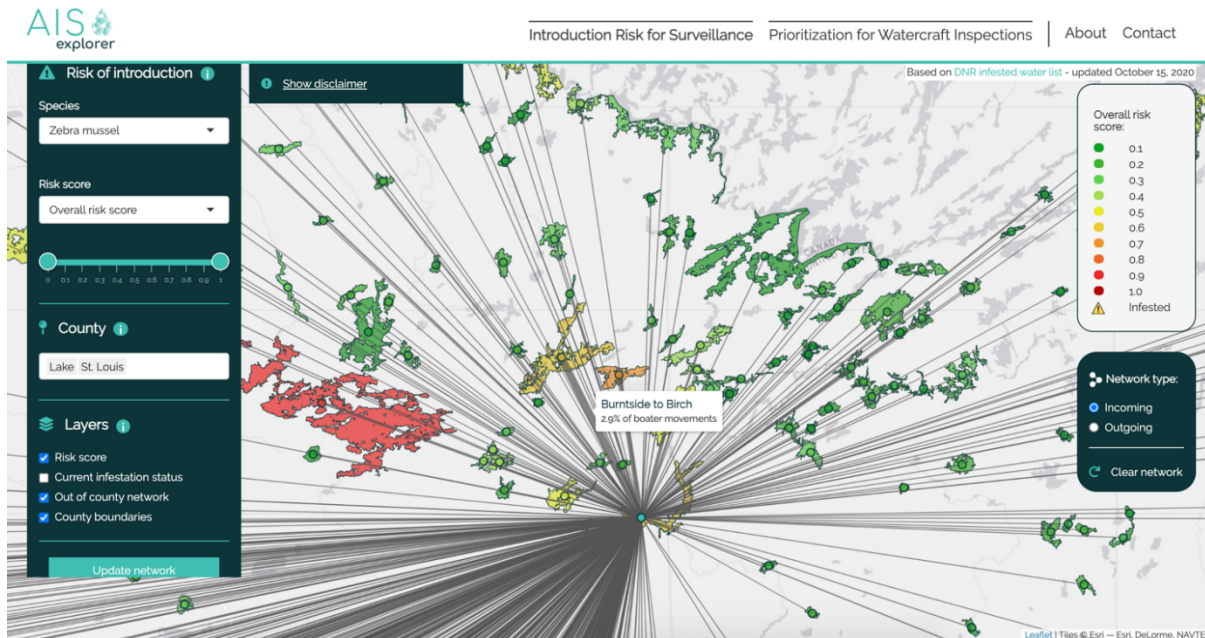 AIS
explorer
Introduction Risk for Surveillance
Prioritization for Watercraft Inspections
About
Contact
Risk of introduction
Species
Zebra mussel
Risk score
Overall risk score
0 0.1 0.2 0.3 0.4 0.5 0.6 0.7 0.8 0.9 1
County
Lake St. Louis
Layers
Risk score
Current infestation status
Out of county network
County boundaries
Update network
Show disclaimer
Based on DNR infested water list - updated October 15, 2020
CANADA
Burntside to Birch
2.9% of boater movements
Overall risk
score:
0.1
0.2
0.3
0.4
0.5
0.6
0.7
0.8
0.9
1.0
Infested
Network type:
Incoming
Outgoing
Clear network
Leaflet | Tiles © Esri — Esri, DeLorme, NAVTE